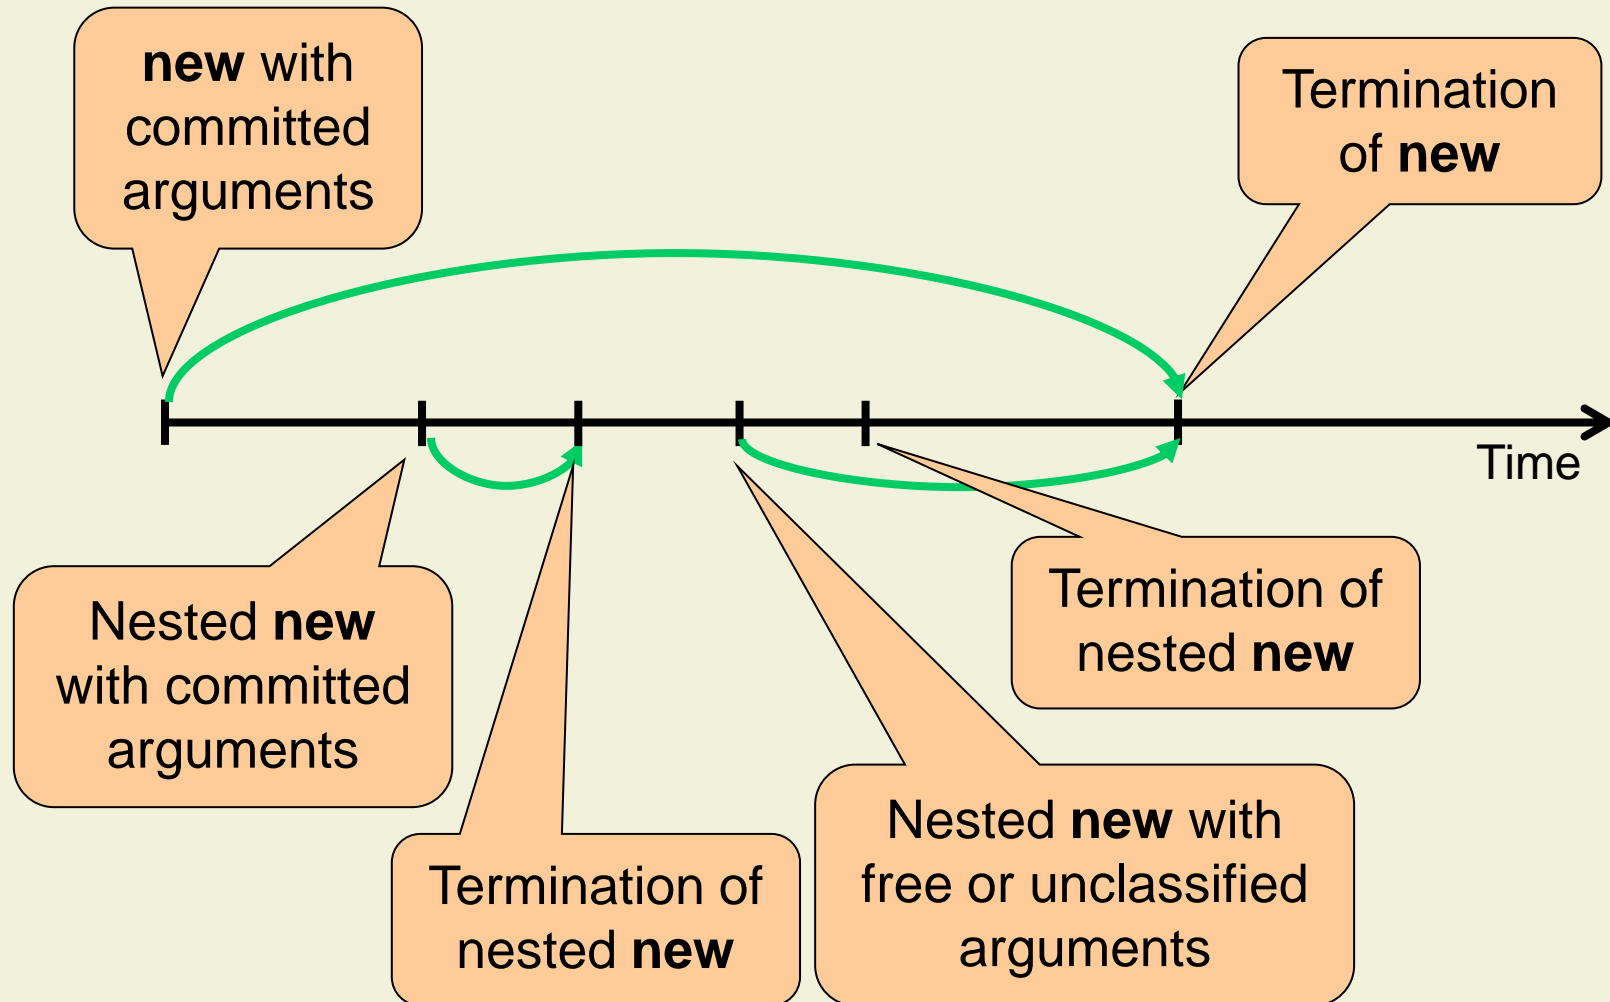 new with
committed
arguments
Termination
of new
Time
Nested new
with committed
arguments
Termination of
nested new
Termination of
nested new
Nested new with
free or unclassified
arguments